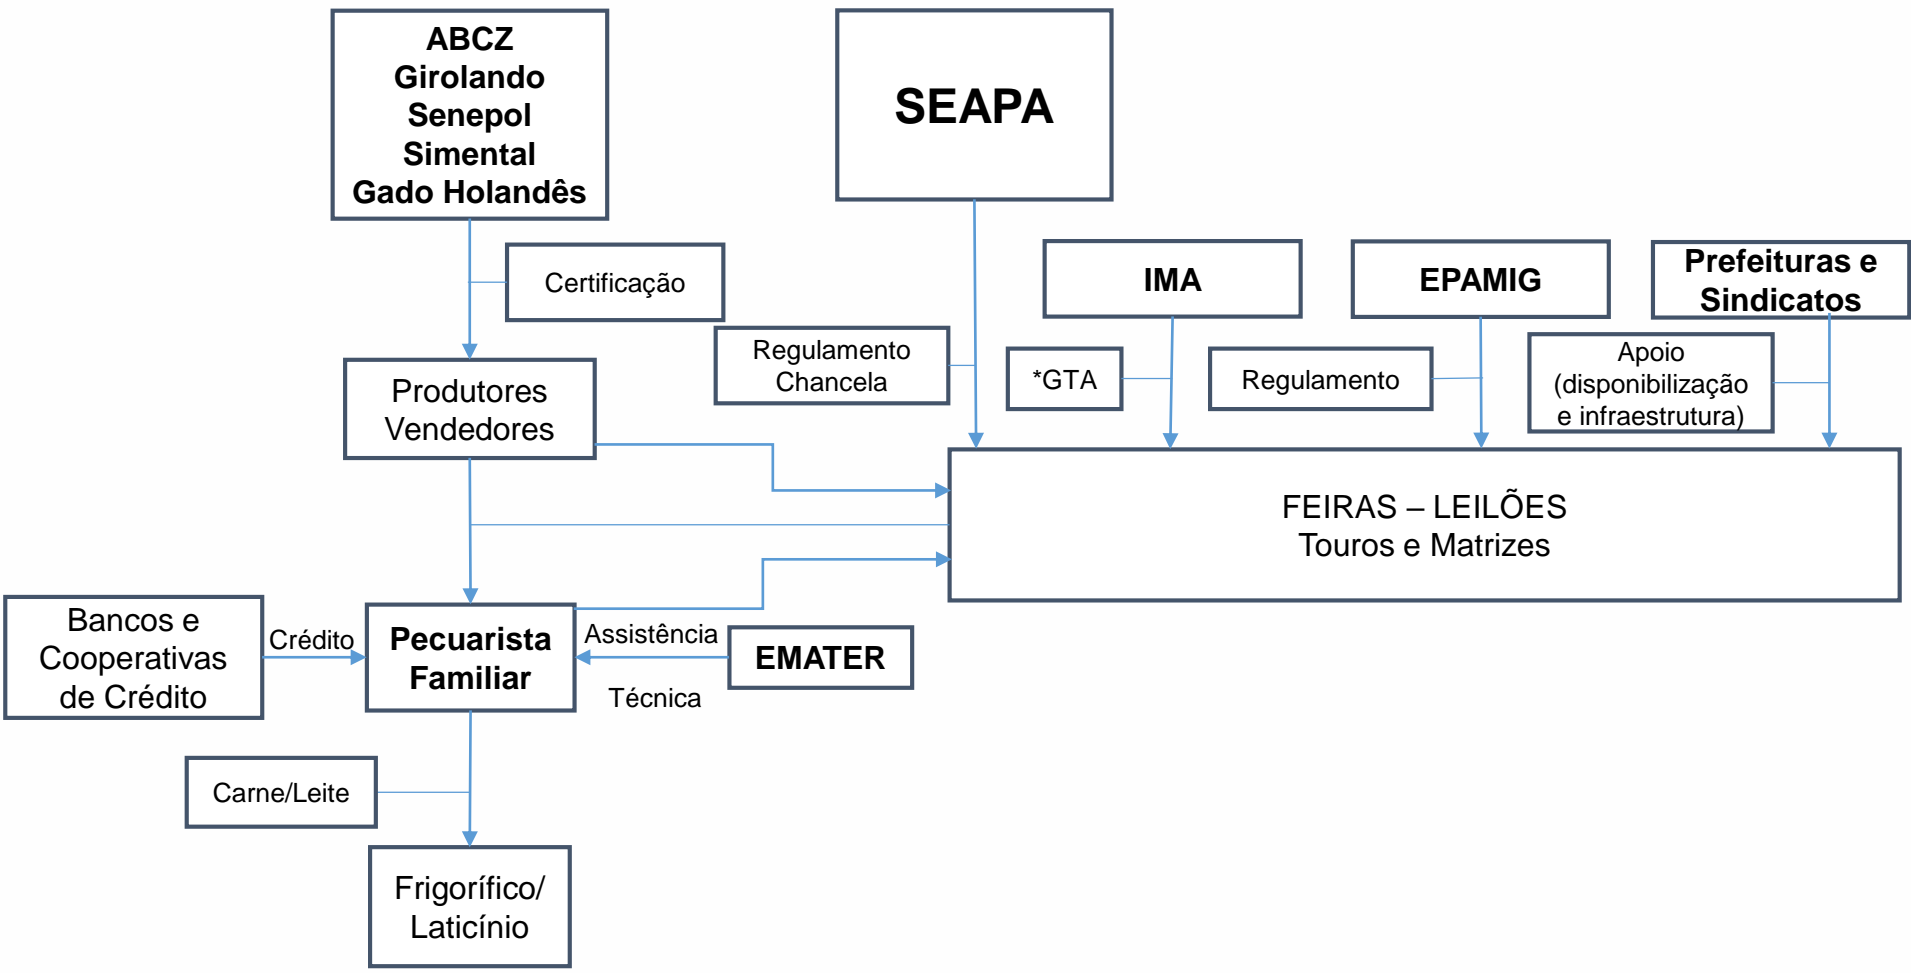 ABCZ
Girolando
Senepol
Simental
Gado Holandês
SEAPA
Certificação
IMA
EPAMIG
Prefeituras e
Sindicatos
Regulamento
Chancela
*GTA
Regulamento
Apoio
(disponibilização
e infraestrutura)
Produtores
Vendedores
FEIRAS – LEILÕES
Touros e Matrizes
Bancos e
Cooperativas
de Crédito
Crédito
Pecuarista
Familiar
Assistência
Técnica
EMATER
Carne/Leite
Frigorífico/
Laticínio